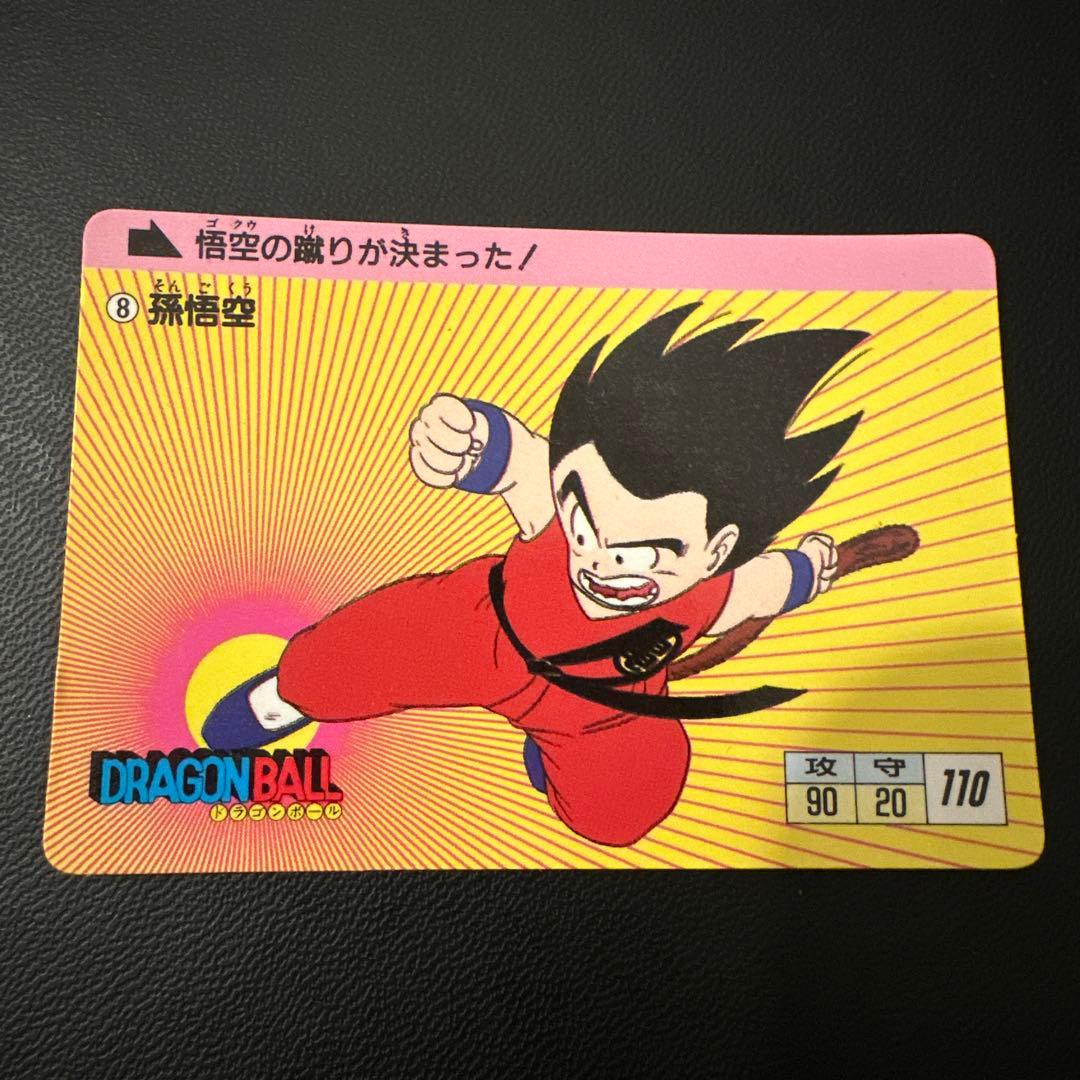 悟空の蹴りが決まった!
ゴクウ け き
⑧ 孫悟空
そんごくう
DRAGON BALL
ドラゴンボール
攻 守 110
90 20